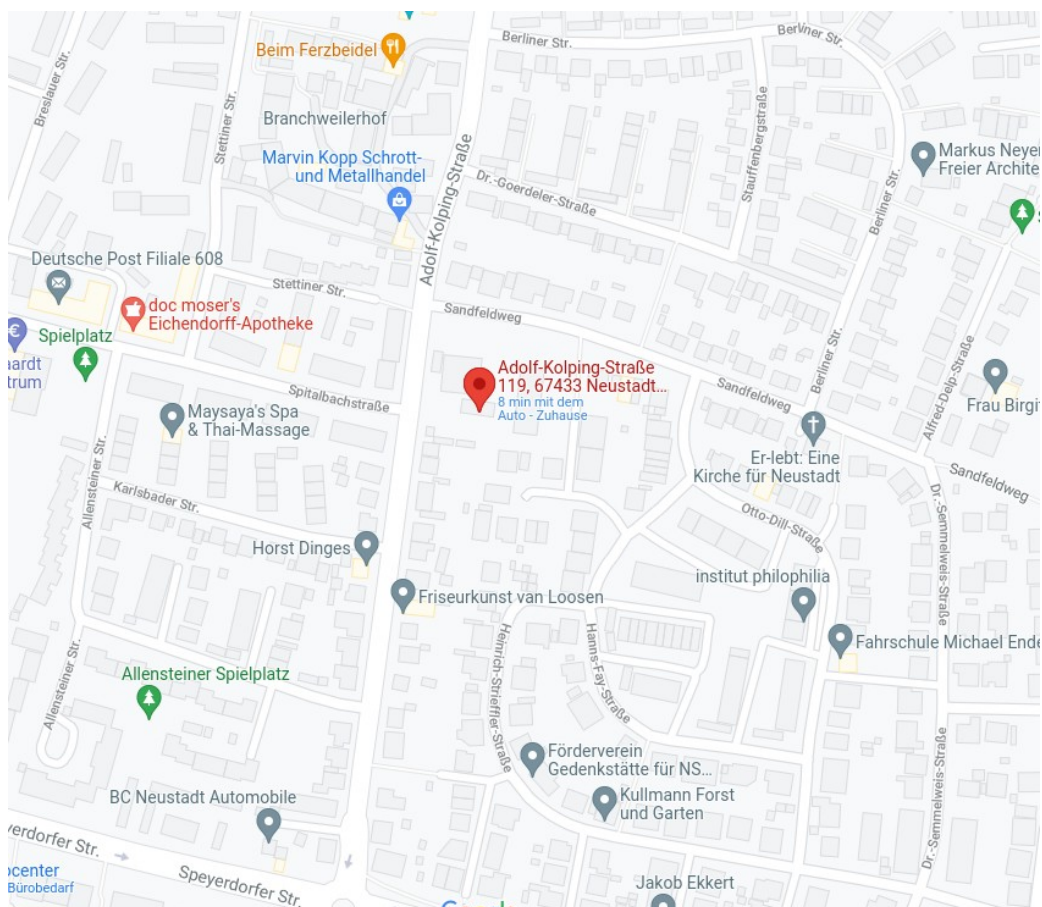 Berliner Str.
Berliner Str.
Beim Ferzbeidel
Breslauer Str.
Stettiner Str.
Branchweilerhof
Marvin Kopp Schrott-
und Metallhandel
Adolf-Kolping-Straße
Dr.-Goerdeler-Straße
Stauffenbergstraße
Berliner Str.
Markus Neye
Freier Archite
Deutsche Post Filiale 608
Stettiner Str.
doc moser's
Eichendorff-Apotheke
Spielplatz
€
aardt
trum
Sandfeldweg
Adolf-Kolping-Straße
119, 67433 Neustadt...
8 min mit dem
Auto - Zuhause
Spitalbachstraße
Berliner Str.
Sandfeldweg
Alfred-Delp-Straße
Frau Birgit
Maysaya's Spa
& Thai-Massage
Er-lebt: Eine
Kirche für Neustadt
Sandfeldweg
Allensteiner Str.
Karlsbader Str.
Otto-Dill-Straße
Dr.-Semmelweis-Straße
Horst Dinges
institut philophilia
Friseurkunst van Loosen
Fahrschule Michael Ende
Heinrich-Strieffler-Straße
Hanns-Fay-Straße
Allensteiner Str.
Allensteiner Spielplatz
Förderverein
Gedenkstätte für NS...
Kullmann Forst
und Garten
Dr.-Semmelweis-Straße
BC Neustadt Automobile
yerdorfer Str.
Speyerdorfer Str.
ocenter
Bürobedarf
Jakob Ekkert